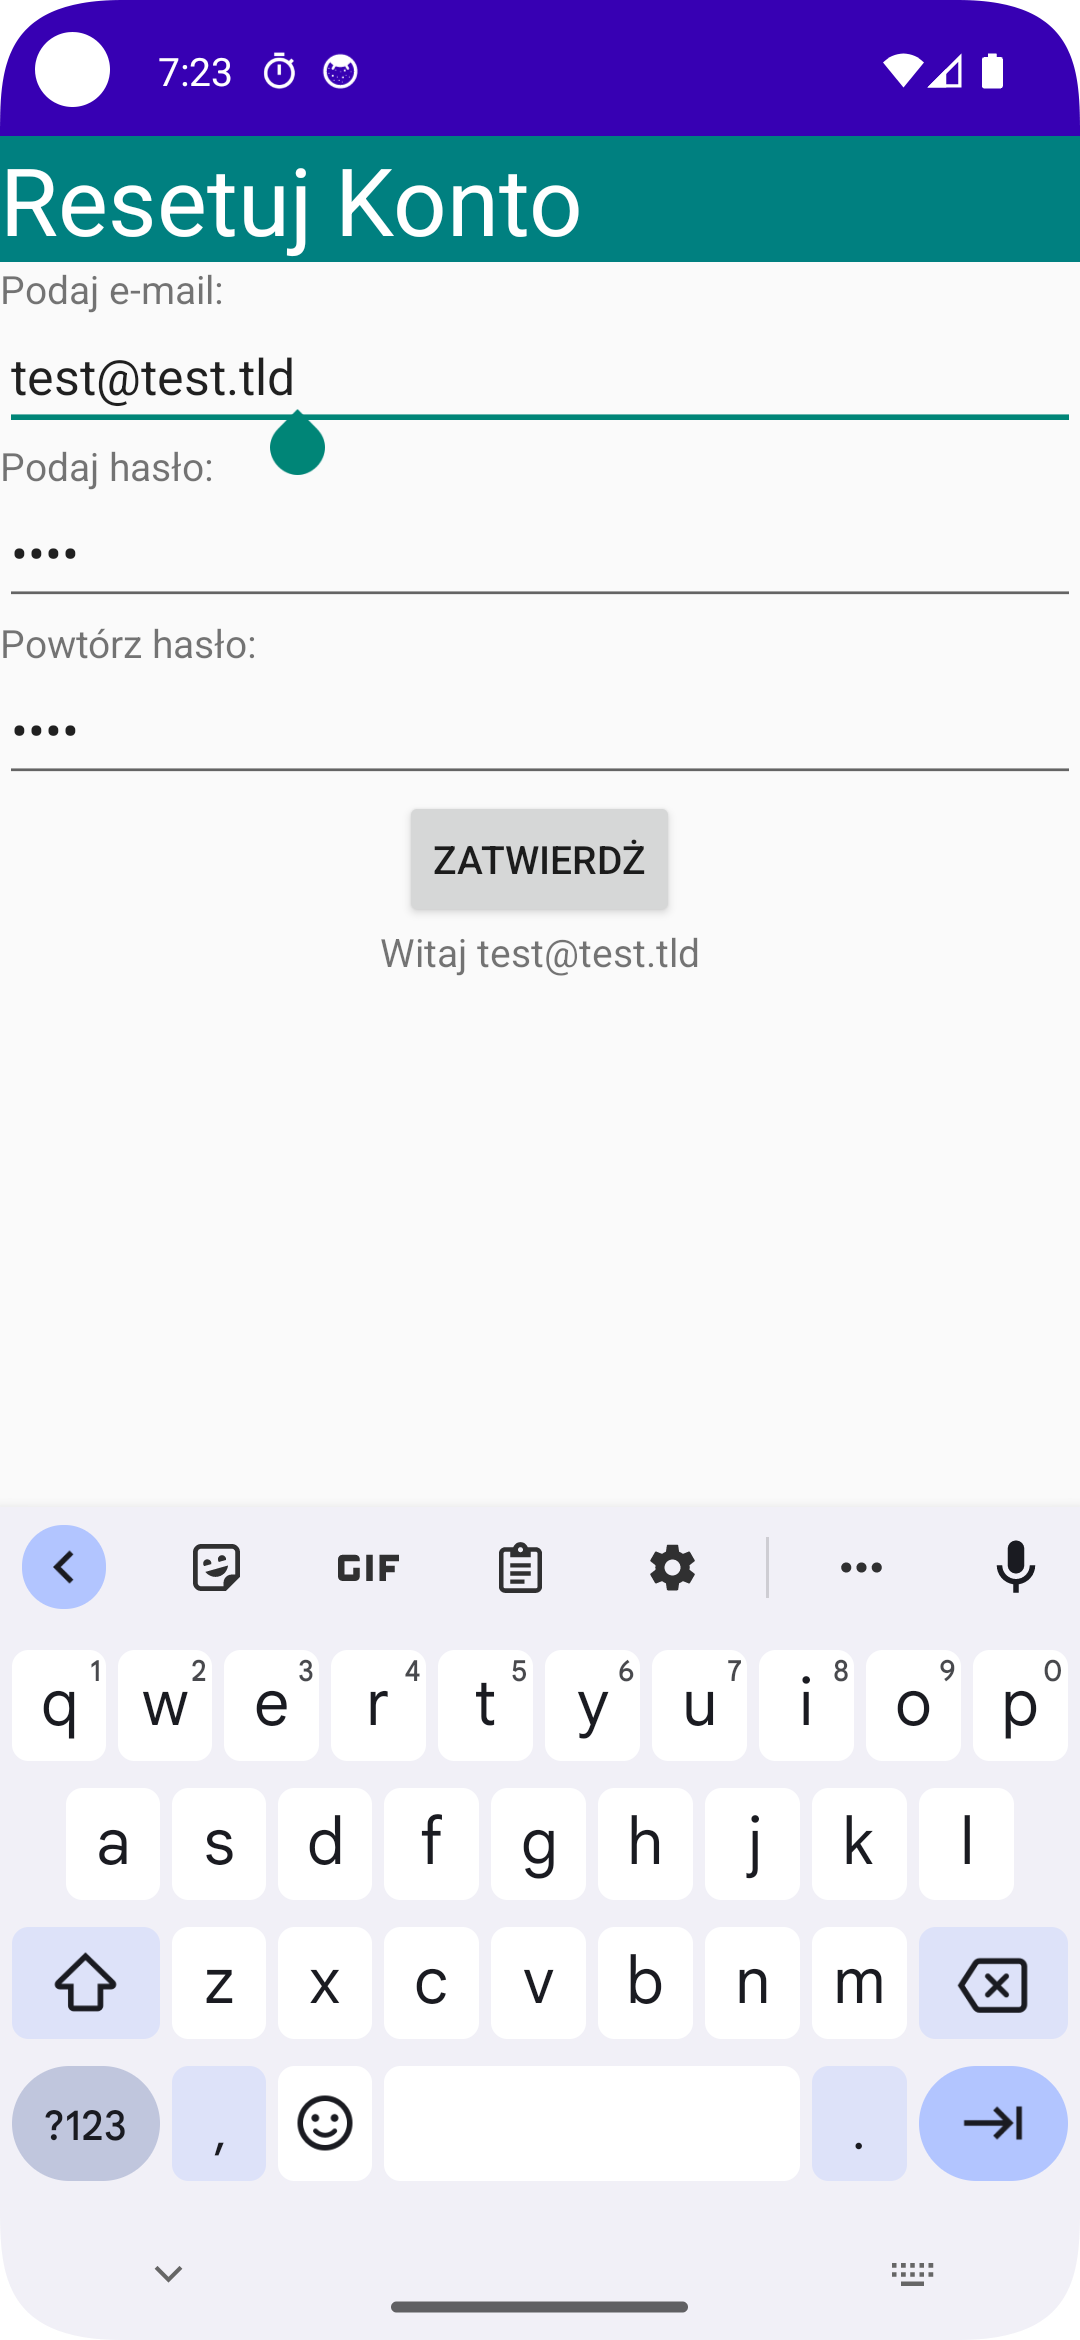 7:23
Resetuj Konto
Podaj e-mail:
test@test.tld
Podaj hasło:
••••
Powtórz hasło:
••••
ZATWIERDŻ
Witaj test@test.tld
GIF
q 1 w 2 e 3 r 4 t 5 y 6 u 7 i 8 o 9 p 0
a s d f g h j k l
z x c v b n m
?123 , .